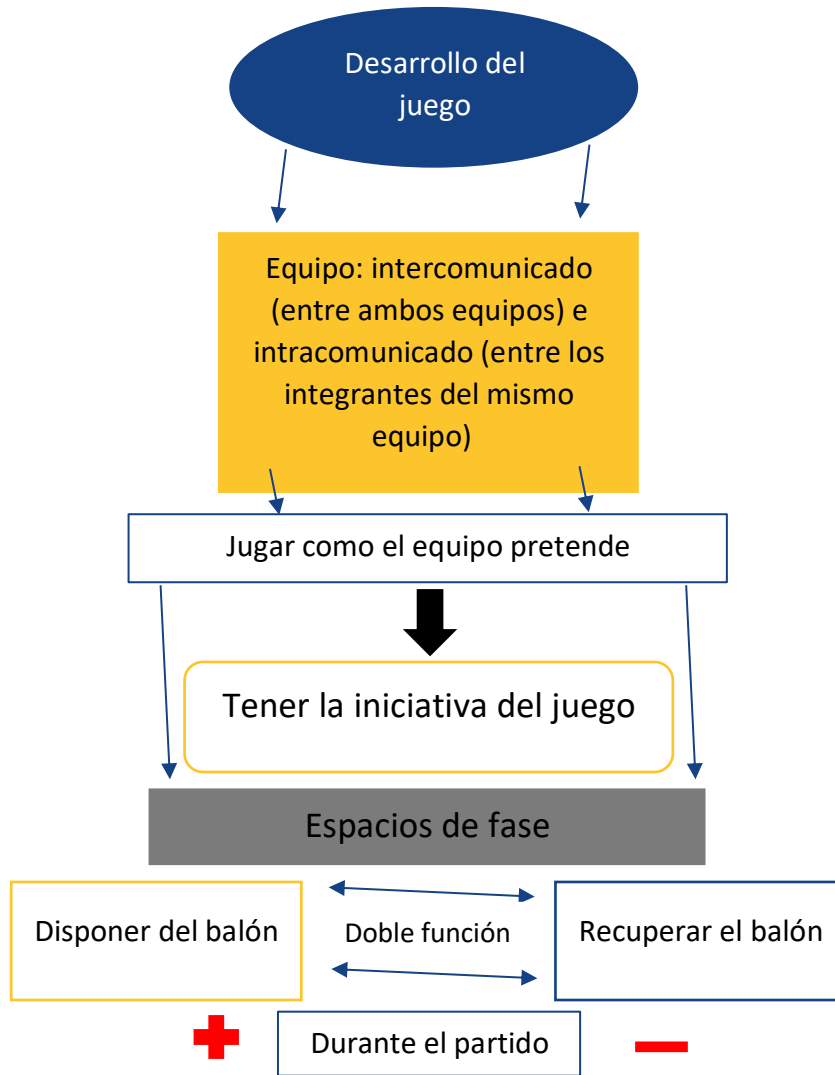 Desarrollo del
juego
Equipo: intercomunicado
(entre ambos equipos) e
intracomunicado (entre los
integrantes del mismo
equipo)
Jugar como el equipo pretende
Tener la iniciativa del juego
Espacios de fase
Disponer del balón
Doble función
Recuperar el balón
Durante el partido